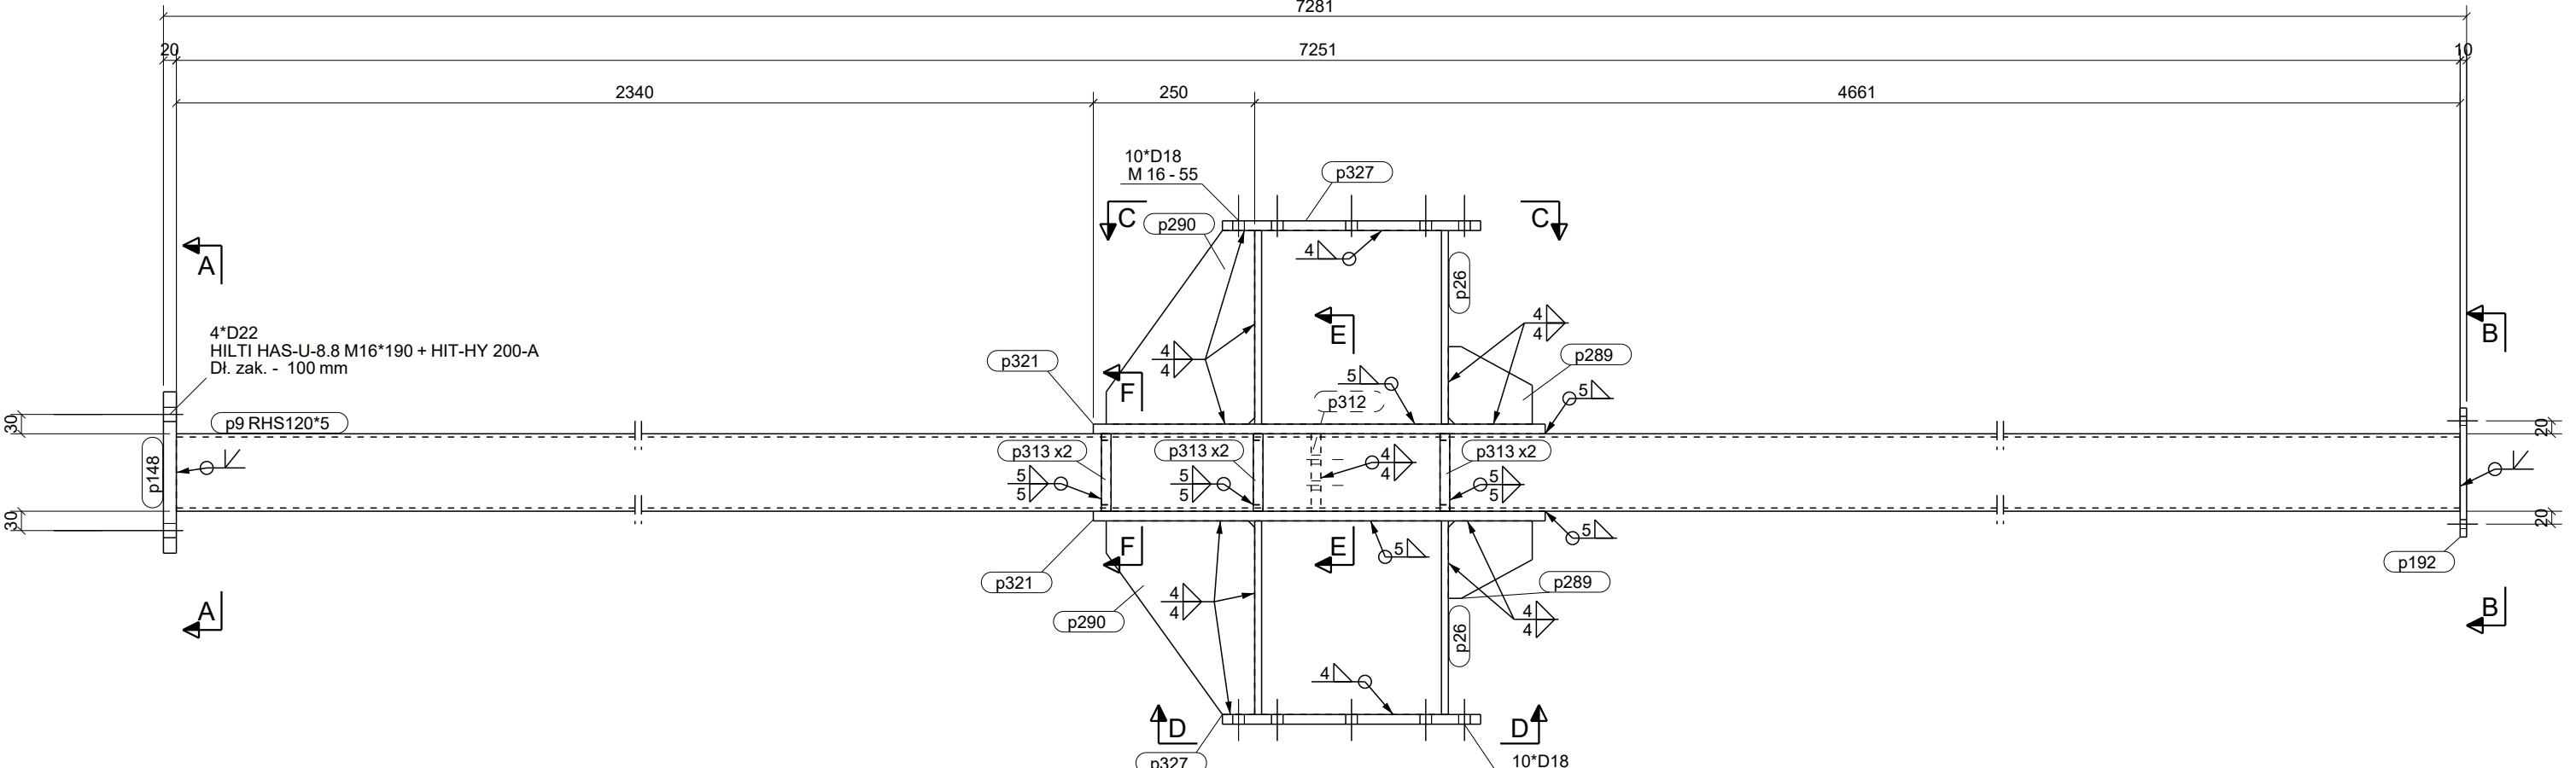 7281
20
7251
10
2340
250
4661
10*D18
M 16 - 55
p327
C
C
p290
A
4
p26
E
B
4*D22
HILTI HAS-U-8.8 M16*190 + HIT-HY 200-A
Dł. zak. - 100 mm
4
4
4
4
p289
p321
F
5
5
p312
30
p9 RHS120*5
20
p148
p313 x2
p313 x2
4
4
p313 x2
5
5
5
5
5
5
30
20
F
E
5
5
p192
p321
p289
A
4
4
p290
4
4
p26
B
4
D
D
p327
10*D18